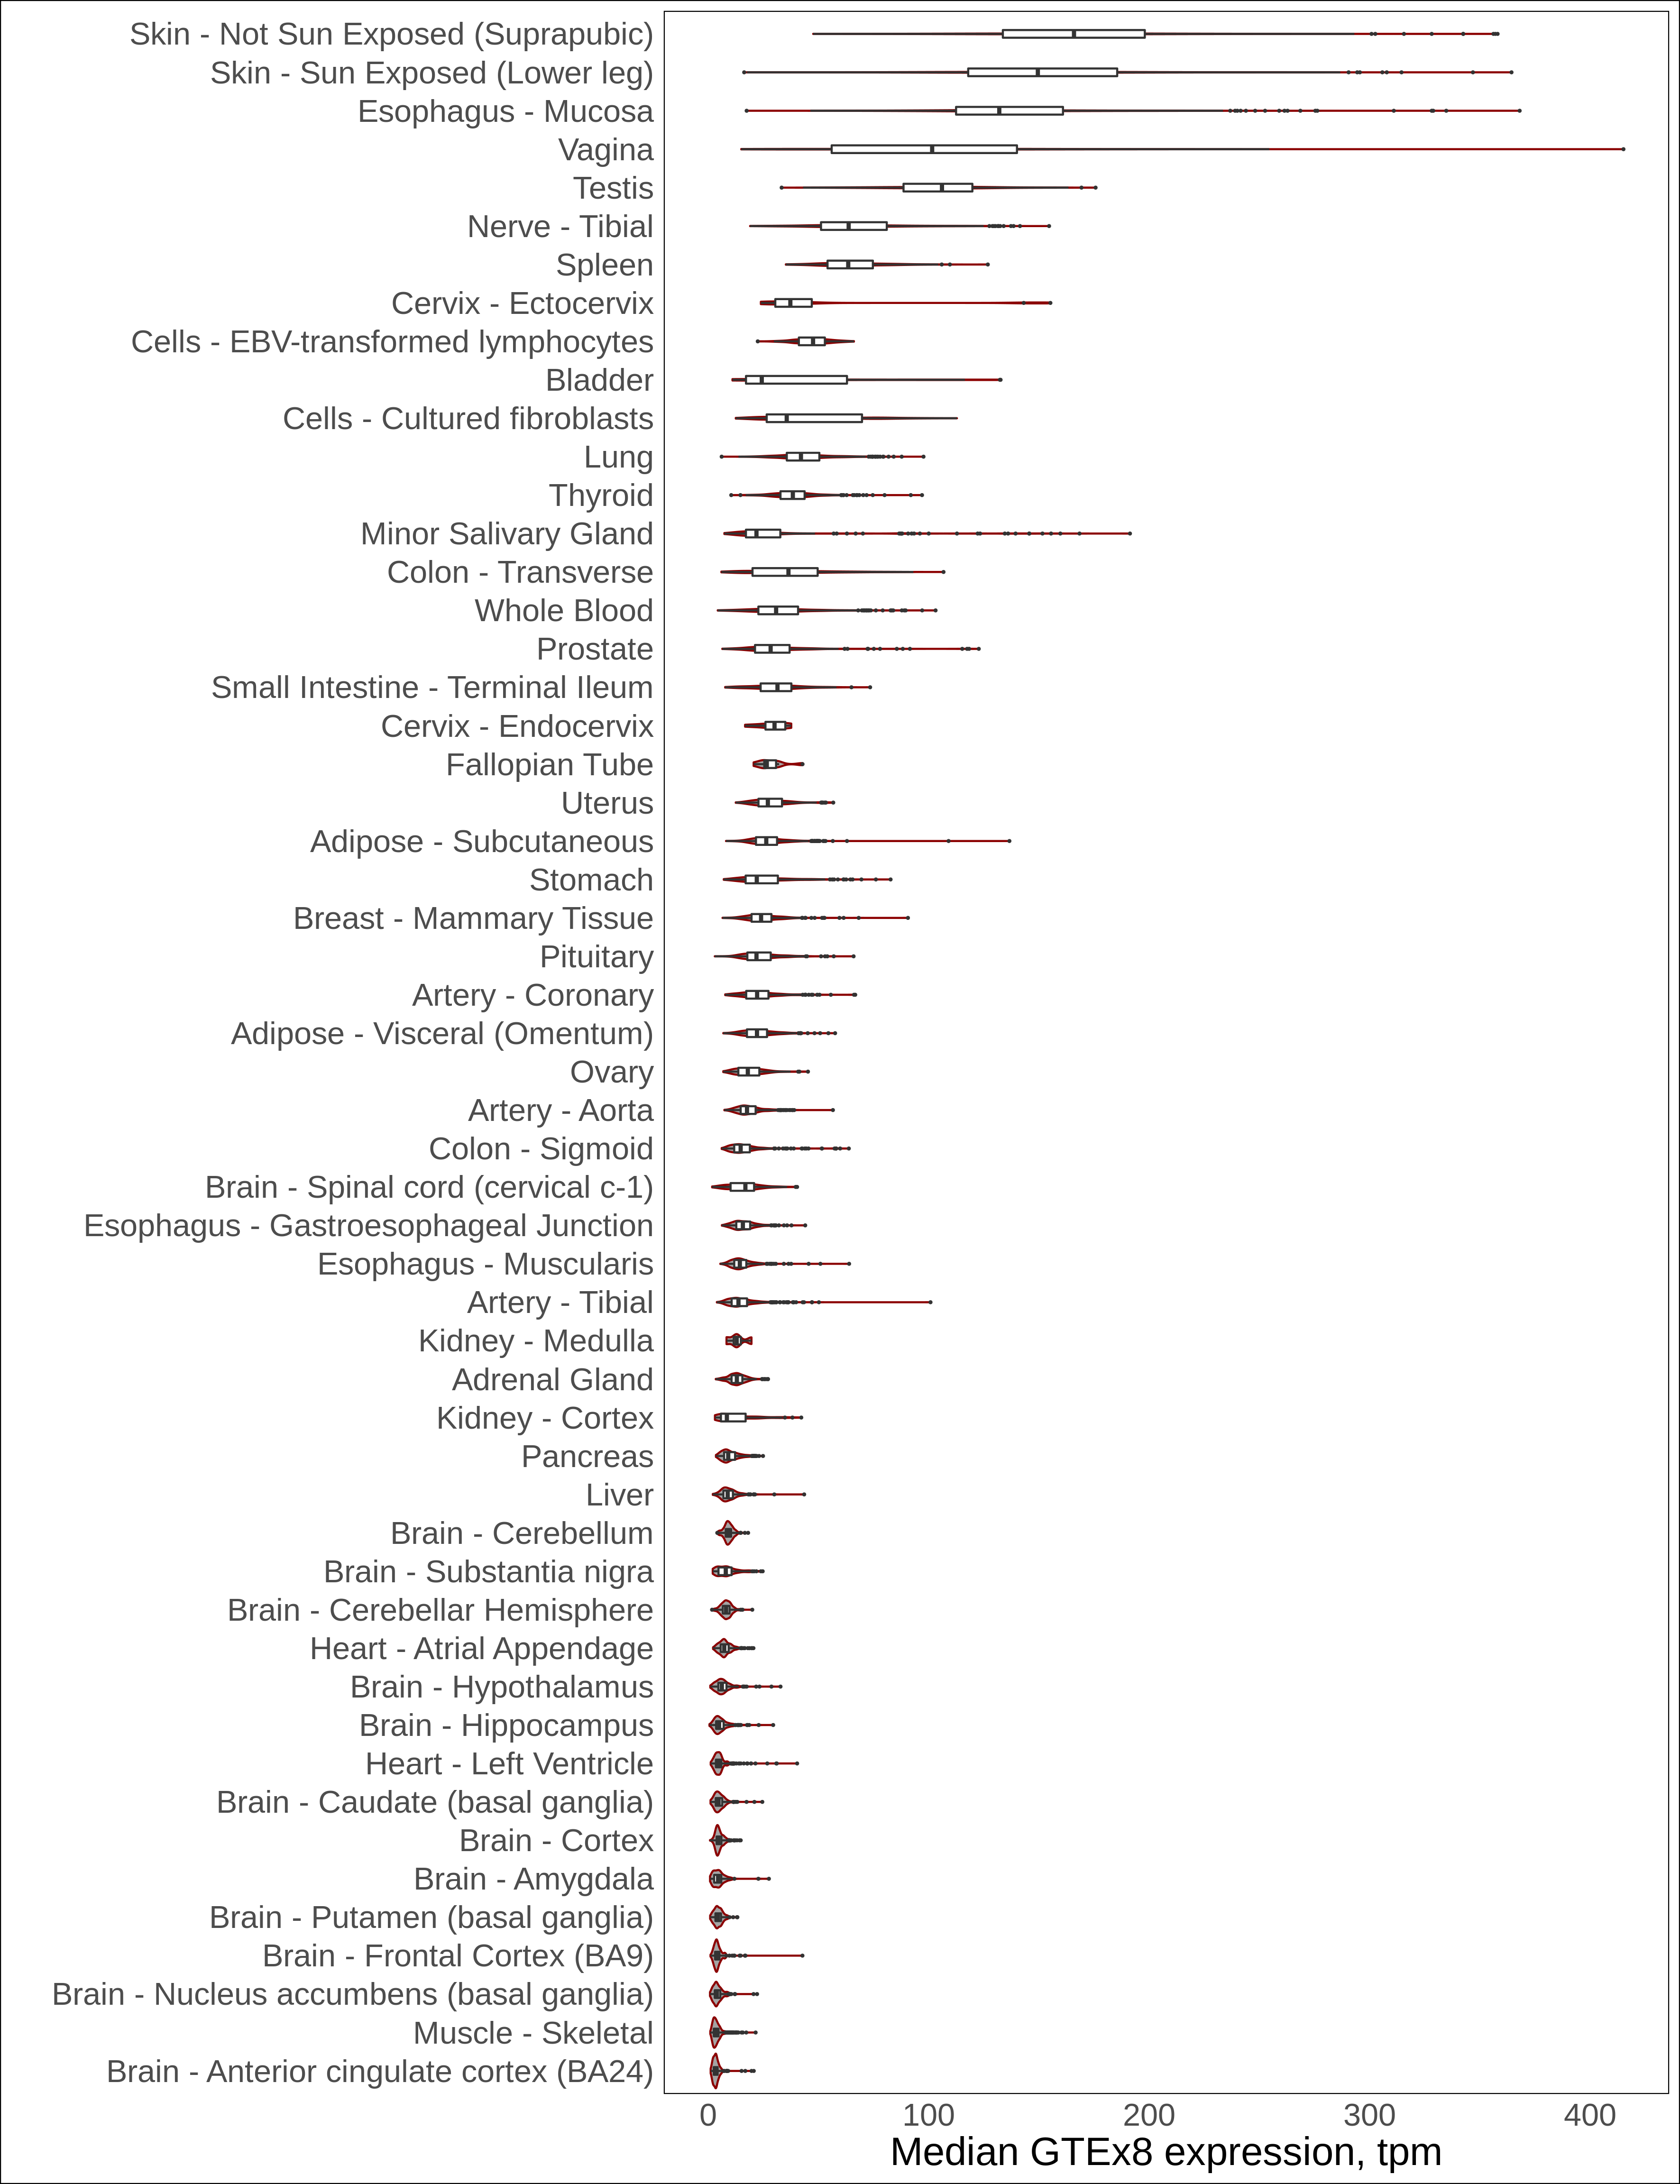 Skin - Not Sun Exposed (Suprapubic)
Skin - Sun Exposed (Lower leg)
Esophagus - Mucosa
Vagina
Testis
Nerve - Tibial
Spleen
Cervix - Ectocervix
Cells - EBV-transformed lymphocytes
Bladder
Cells - Cultured fibroblasts
Lung
Thyroid
Minor Salivary Gland
Colon - Transverse
Whole Blood
Prostate
Small Intestine - Terminal Ileum
Cervix - Endocervix
Fallopian Tube
Uterus
Adipose - Subcutaneous
Stomach
Breast - Mammary Tissue
Pituitary
Artery - Coronary
Adipose - Visceral (Omentum)
Ovary
Artery - Aorta
Colon - Sigmoid
Brain - Spinal cord (cervical c-1)
Esophagus - Gastroesophageal Junction
Esophagus - Muscularis
Artery - Tibial
Kidney - Medulla
Adrenal Gland
Kidney - Cortex
Pancreas
Liver
Brain - Cerebellum
Brain - Substantia nigra
Brain - Cerebellar Hemisphere
Heart - Atrial Appendage
Brain - Hypothalamus
Brain - Hippocampus
Heart - Left Ventricle
Brain - Caudate (basal ganglia)
Brain - Cortex
Brain - Amygdala
Brain - Putamen (basal ganglia)
Brain - Frontal Cortex (BA9)
Brain - Nucleus accumbens (basal ganglia)
Muscle - Skeletal
Brain - Anterior cingulate cortex (BA24)
0 100 200 300 400
Median GTEx8 expression, tpm